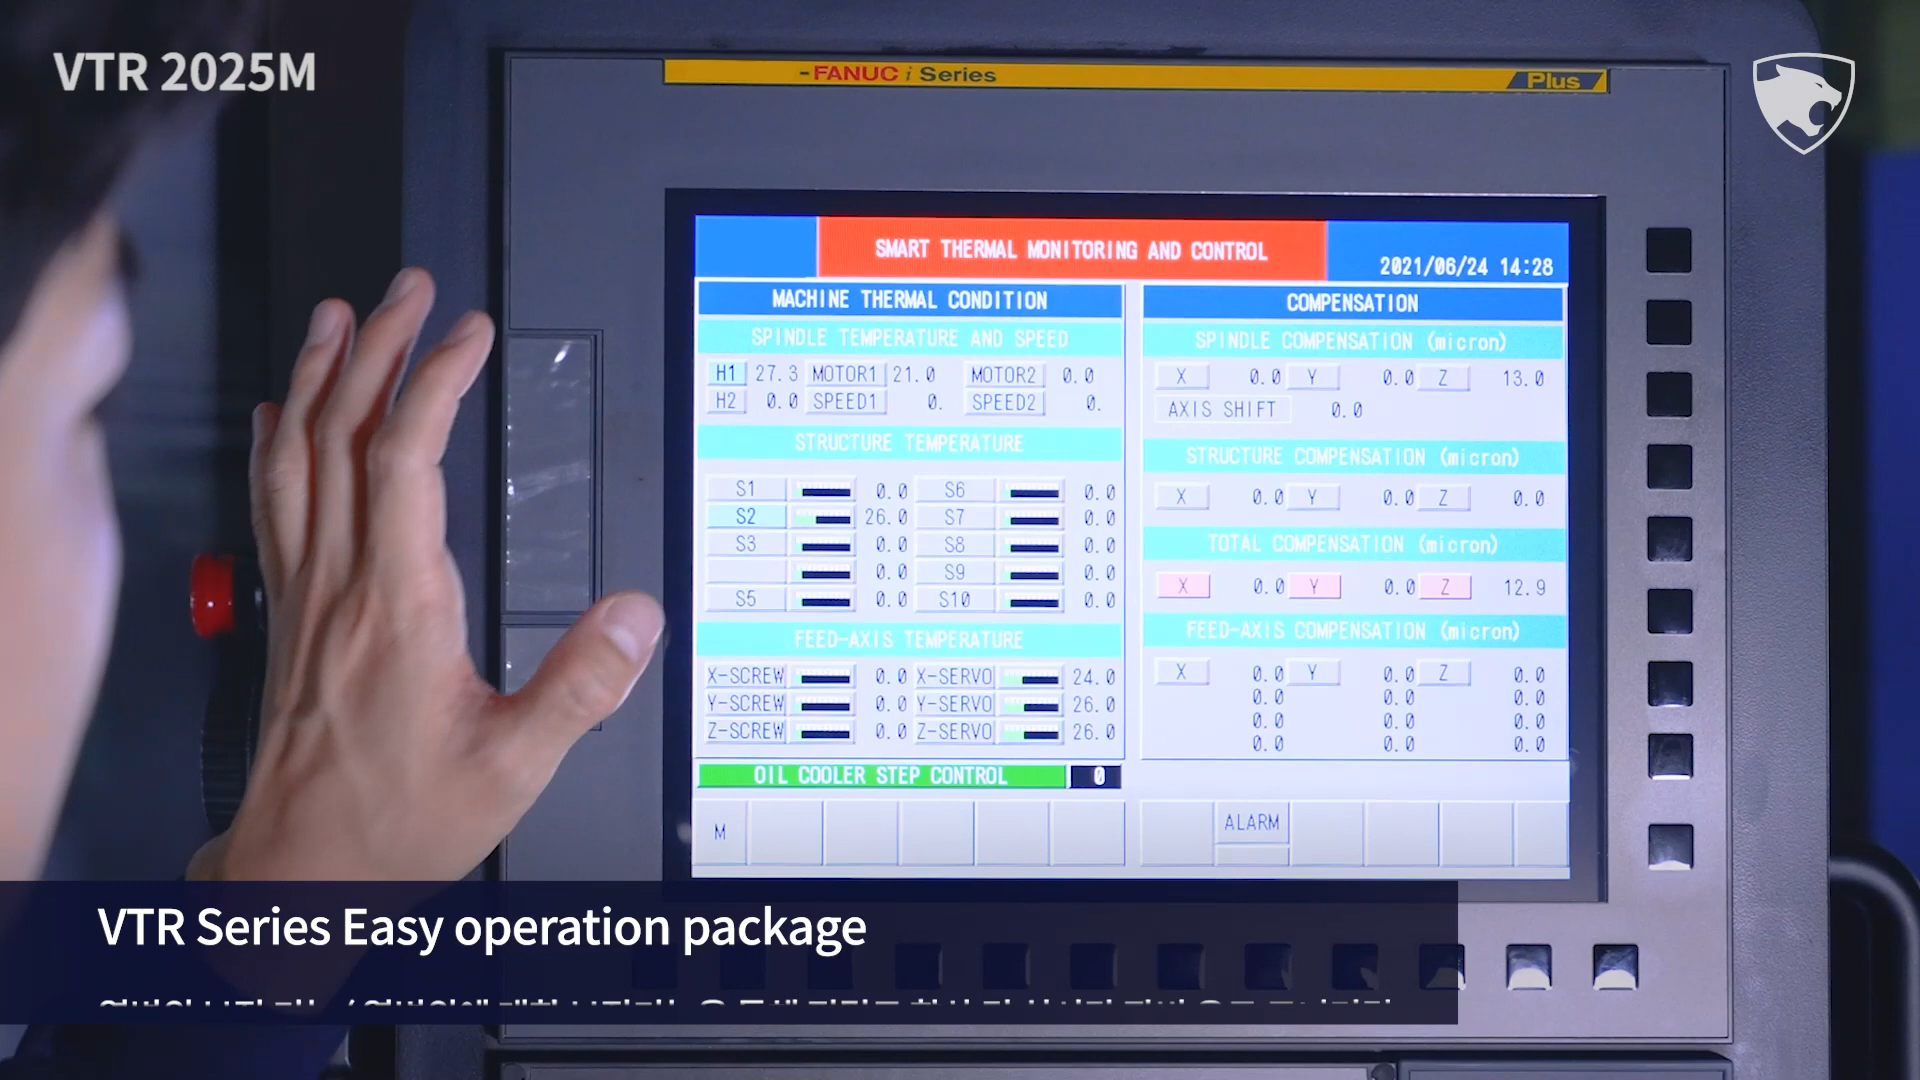 VTR 2025M
FANUC i Series
Plus
SMART THERMAL MONITORING AND CONTROL
2021/06/24 14:28
MACHINE THERMAL CONDITION
SPINDLE TEMPERATURE AND SPEED
H1 27.3 MOTOR1 21.0 MOTOR2 0.0
H2 0.0 SPEED1 0. SPEED2 0.
STRUCTURE TEMPERATURE
S1 0.0 S6 0.0
S2 26.0 S7 0.0
S3 0.0 S8 0.0
0.0 S9 0.0
S5 0.0 S10 0.0
FEED-AXIS TEMPERATURE
X-SCREW 0.0 X-SERVO 24.0
Y-SCREW 0.0 Y-SERVO 26.0
Z-SCREW 0.0 Z-SERVO 26.0
OIL COOLER STEP CONTROL 0
COMPENSATION
SPINDLE COMPENSATION (micron)
X 0.0 Y 0.0 Z 13.0
AXIS SHIFT 0.0
STRUCTURE COMPENSATION (micron)
X 0.0 Y 0.0 Z 0.0
TOTAL COMPENSATION (micron)
X 0.0 Y 0.0 Z 12.9
FEED-AXIS COMPENSATION (micron)
X 0.0 Y 0.0 Z 0.0
0.0 0.0 0.0
0.0 0.0 0.0
0.0 0.0 0.0
M
ALARM
VTR Series Easy operation package